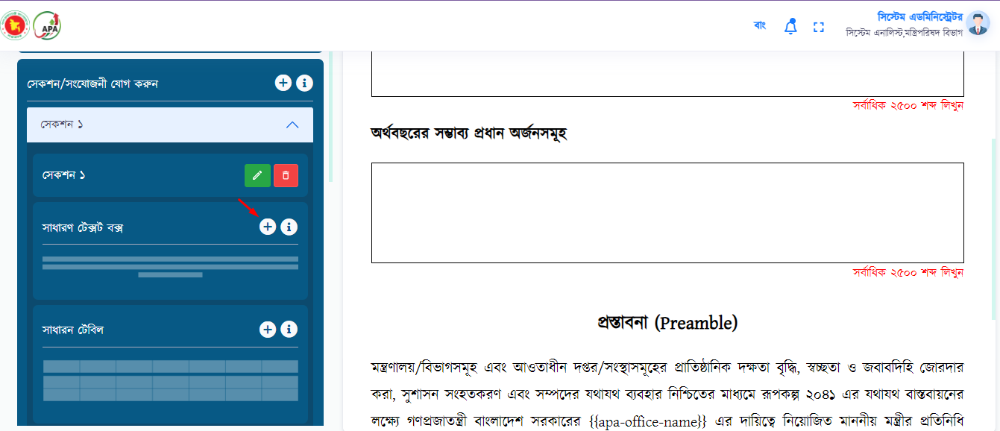 APA
বাং
সিস্টেম এডমিনিস্ট্রেটর
সিস্টেম এনালিস্ট,মন্ত্রিপরিষদ বিভাগ
সেকশন/সংযোজনী যোগ করুন
সেকশন ১
সেকশন ১
সাধারণ টেক্সট বক্স
সাধারন টেবিল
সর্বাধিক ২৫০০ শব্দ লিখুন
অর্থবছরের সম্ভাব্য প্রধান অর্জনসমূহ
সর্বাধিক ২৫০০ শব্দ লিখুন
প্রস্তাবনা (Preamble)
মন্ত্রণালয়/বিভাগসমূহ এবং আওতাধীন দপ্তর/সংস্থাসমূহের প্রাতিষ্ঠানিক দক্ষতা বৃদ্ধি, স্বচ্ছতা ও জবাবদিহি জোরদার
করা, সুশাসন সংহতকরণ এবং সম্পদের যথাযথ ব্যবহার নিশ্চিতের মাধ্যমে রূপকল্প ২০৪১ এর যথাযথ বাস্তবায়নের
লক্ষ্যে গণপ্রজাতন্ত্রী বাংলাদেশ সরকারের {{apa-office-name}} এর দায়িত্বে নিয়োজিত মাননীয় মন্ত্রীর প্রতিনিধি